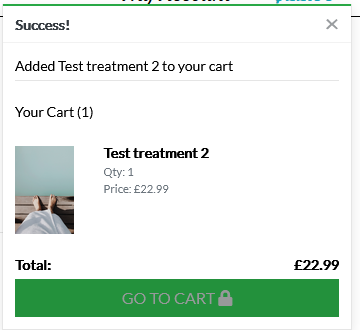 Success!
Added Test treatment 2 to your cart
Your Cart (1)
Test treatment 2
Qty: 1
Price: £22.99
Total: £22.99
GO TO CART